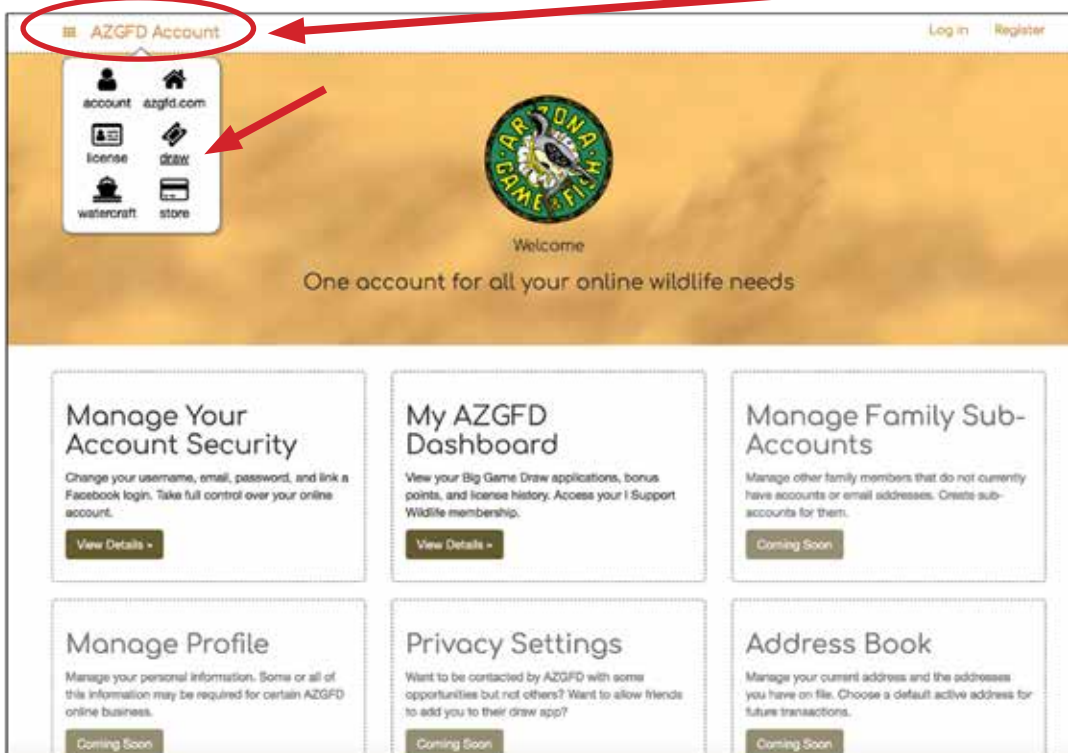 AZGFD Account
Log in Register
account azgfd.com
license draw
watercraft store
ARIZONA
GAME & FISH
Welcome
One account for all your online wildlife needs
Manage Your
Account Security
Change your username, email, password, and link a
Facebook login. Take full control over your online
account.
View Details »
My AZGFD
Dashboard
View your Big Game Draw applications, bonus
points, and license history. Access your I Support
Wildlife membership.
View Details »
Manage Family Sub-
Accounts
Manage other family members that do not currently
have accounts or email addresses. Create sub-
accounts for them.
Coming Soon
Manage Profile
Manage your personal information. Some or all of
this information may be required for certain AZGFD
online business.
Coming Soon
Privacy Settings
Want to be contacted by AZGFD with some
opportunities but not others? Want to allow friends
to add you to their draw app?
Coming Soon
Address Book
Manage your current address and the addresses
you have on file. Choose a default active address for
future transactions.
Coming Soon